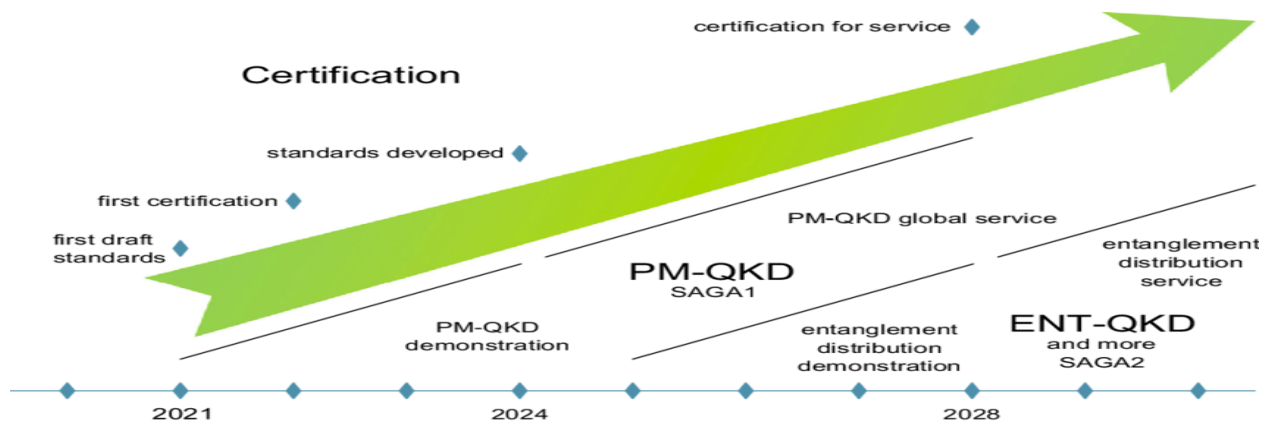 certification for service
Certification
standards developed
first certification
first draft
standards
PM-QKD global service
entanglement
distribution
service
PM-QKD
SAGA1
PM-QKD
demonstration
entanglement
distribution
demonstration
ENT-QKD
and more
SAGA2
2021
2024
2028